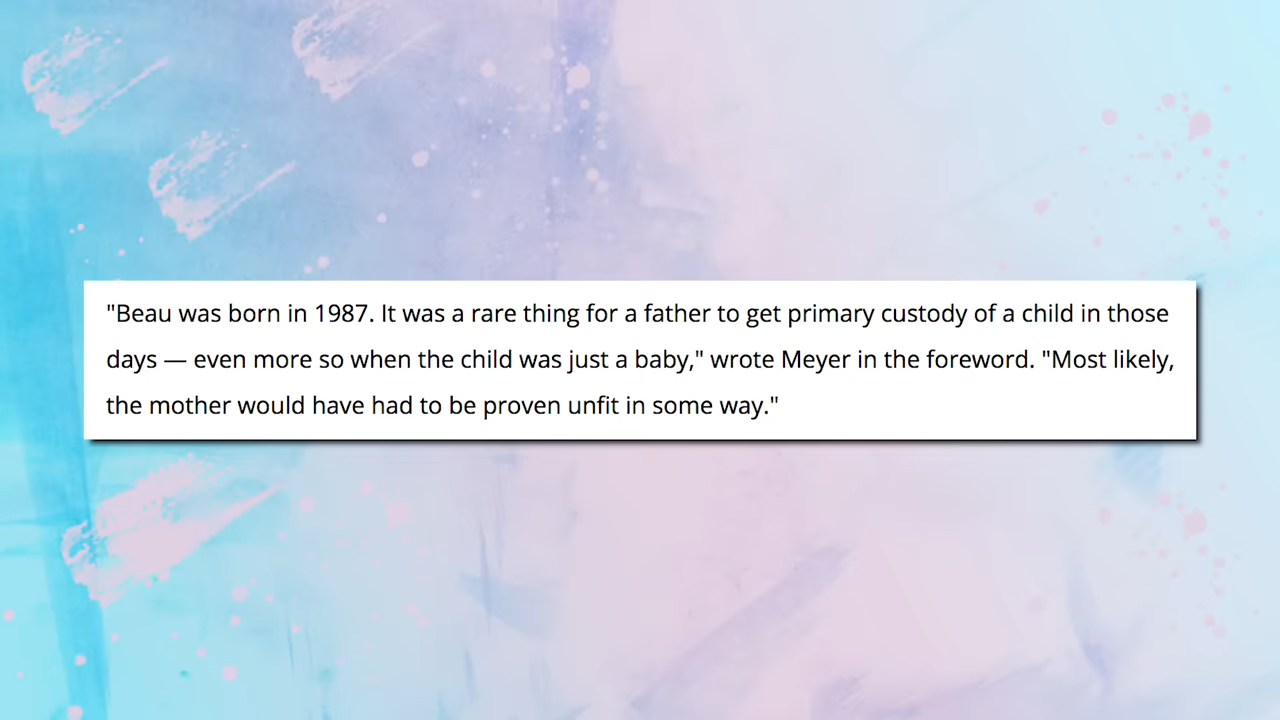 "Beau was born in 1987. It was a rare thing for a father to get primary custody of a child in those
days — even more so when the child was just a baby," wrote Meyer in the foreword. "Most likely,
the mother would have had to be proven unfit in some way."